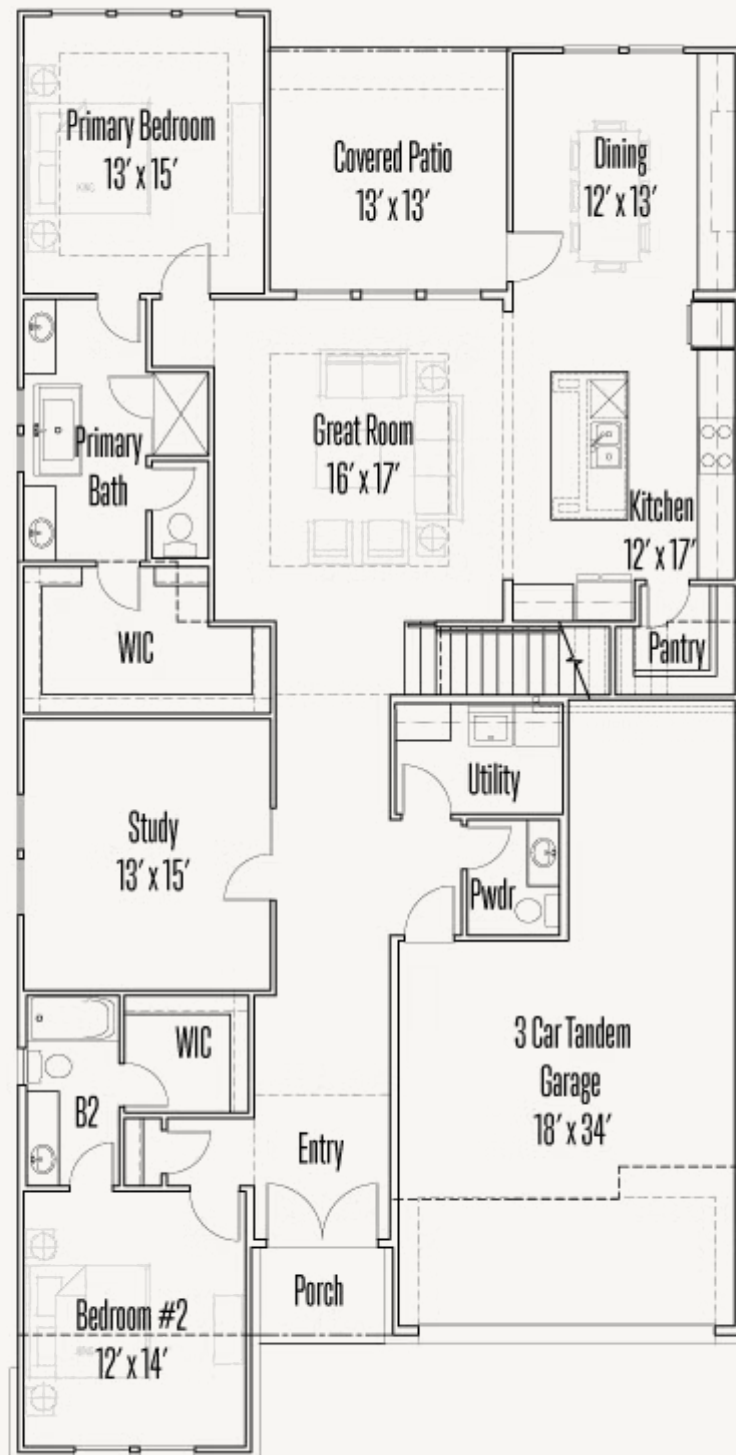 Primary Bedroom
13' x 15'
Covered Patio
13' x 13'
Dining
12' x 13'
Primary
Bath
Great Room
16' x 17'
Kitchen
12' x 17'
WIC
Pantry
Utility
Study
13' x 15'
Pwdr
WIC
B2
3 Car Tandem
Garage
18' x 34'
Entry
Porch
Bedroom #2
12' x 14'